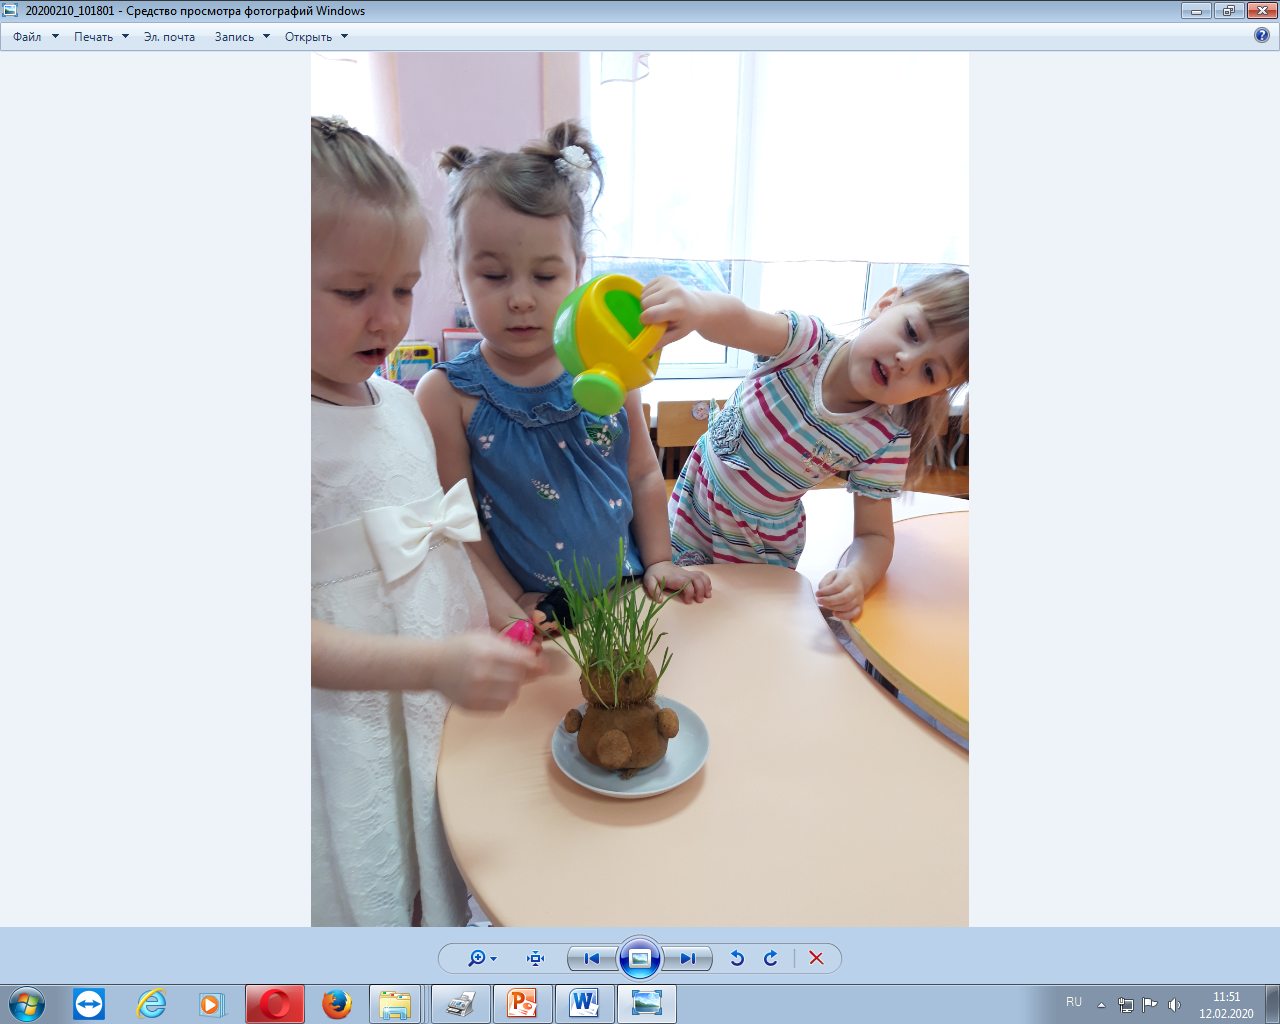 20200210_101801 - Средство просмотра фотографий Windows
Файл Печать Эл. почта Запись Открыть
RU
11:51
12.02.2020